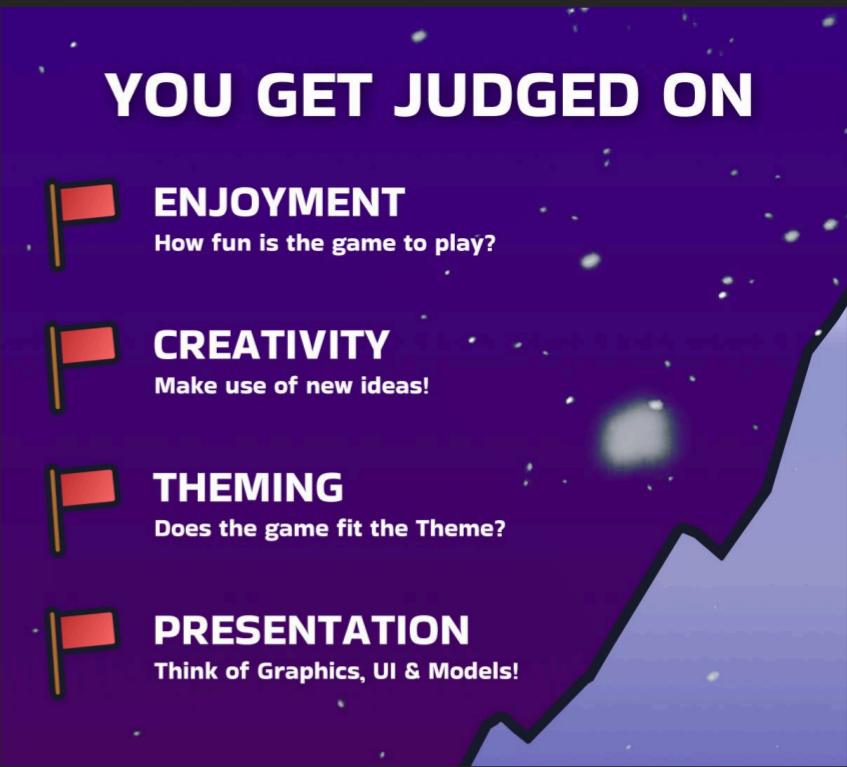 YOU GET JUDGED ON
ENJOYMENT
How fun is the game to play?
CREATIVITY
Make use of new ideas!
THEMING
Does the game fit the Theme?
PRESENTATION
Think of Graphics, UI & Models!